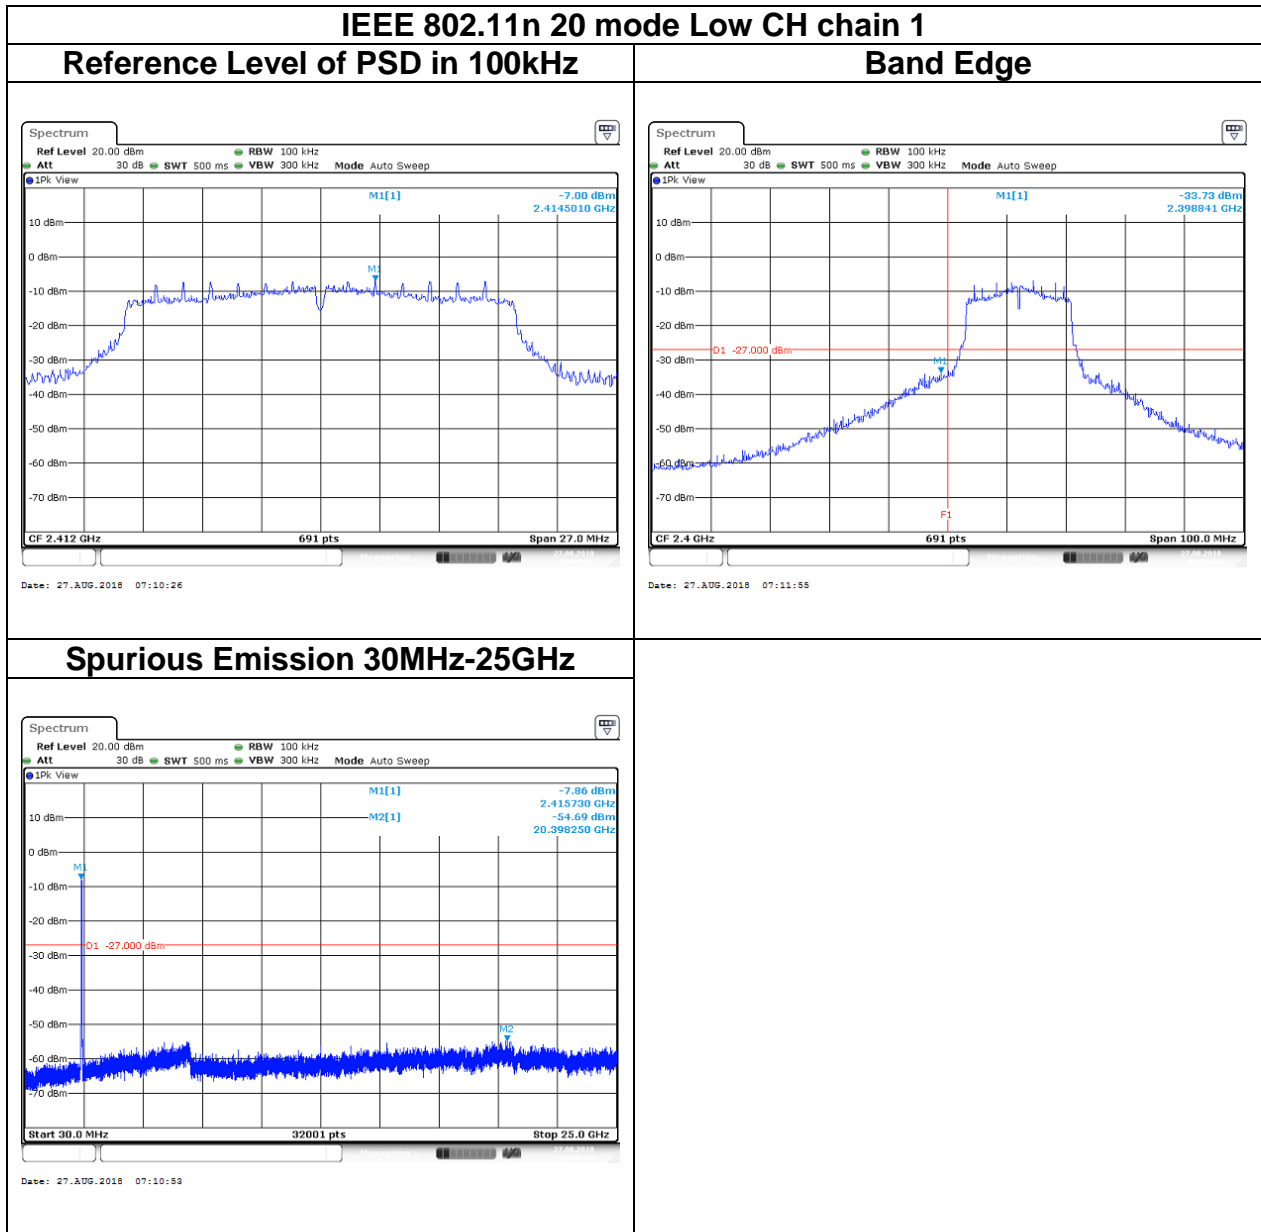 IEEE 802.11n 20 mode Low CH chain 1
Reference Level of PSD in 100kHz
Band Edge
Spectrum
Ref Level 20.00 dBm RBW 100 kHz
Att 30 dB SWT 500 ms VBW 300 kHz Mode Auto Sweep
1Pk View
M1[1] -7.00 dBm
2.4145010 GHz
10 dBm
0 dBm
M1
-10 dBm
-20 dBm
-30 dBm
-40 dBm
-50 dBm
-60 dBm
-70 dBm
CF 2.412 GHz 691 pts Span 27.0 MHz
Date: 27.AUG.2018 07:10:26
Spectrum
Ref Level 20.00 dBm RBW 100 kHz
Att 30 dB SWT 500 ms VBW 300 kHz Mode Auto Sweep
1Pk View
M1[1] -33.73 dBm
2.398841 GHz
10 dBm
0 dBm
-10 dBm
-20 dBm
D1 -27.000 dBm
-30 dBm
M1
-40 dBm
-50 dBm
-60 dBm
-70 dBm
F1
CF 2.4 GHz 691 pts Span 100.0 MHz
Date: 27.AUG.2018 07:11:55
Spurious Emission 30MHz-25GHz
Spectrum
Ref Level 20.00 dBm RBW 100 kHz
Att 30 dB SWT 500 ms VBW 300 kHz Mode Auto Sweep
1Pk View
M1[1] -7.86 dBm
2.415730 GHz
10 dBm M2[1] -54.69 dBm
20.398250 GHz
0 dBm
M1
-10 dBm
-20 dBm
D1 -27.000 dBm
-30 dBm
-40 dBm
-50 dBm
M2
-60 dBm
-70 dBm
Start 30.0 MHz 32001 pts Stop 25.0 GHz
Date: 27.AUG.2018 07:10:53